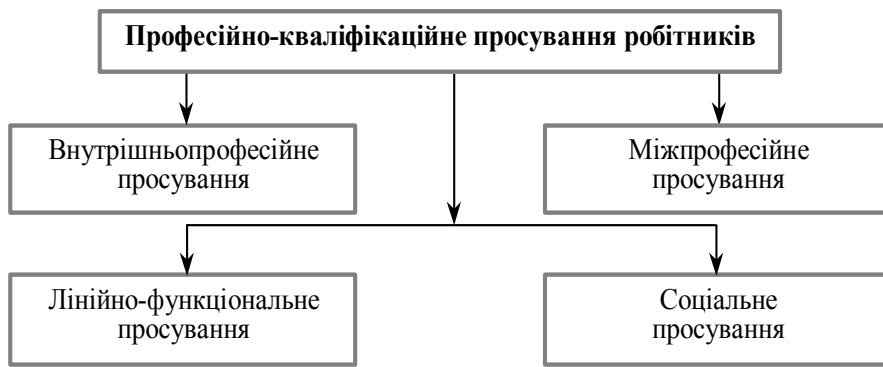 Професійно-кваліфікаційне просування робітників
Внутрішньопрофесійне
просування
Міжпрофесійне
просування
Лінійно-функціональне
просування
Соціальне
просування